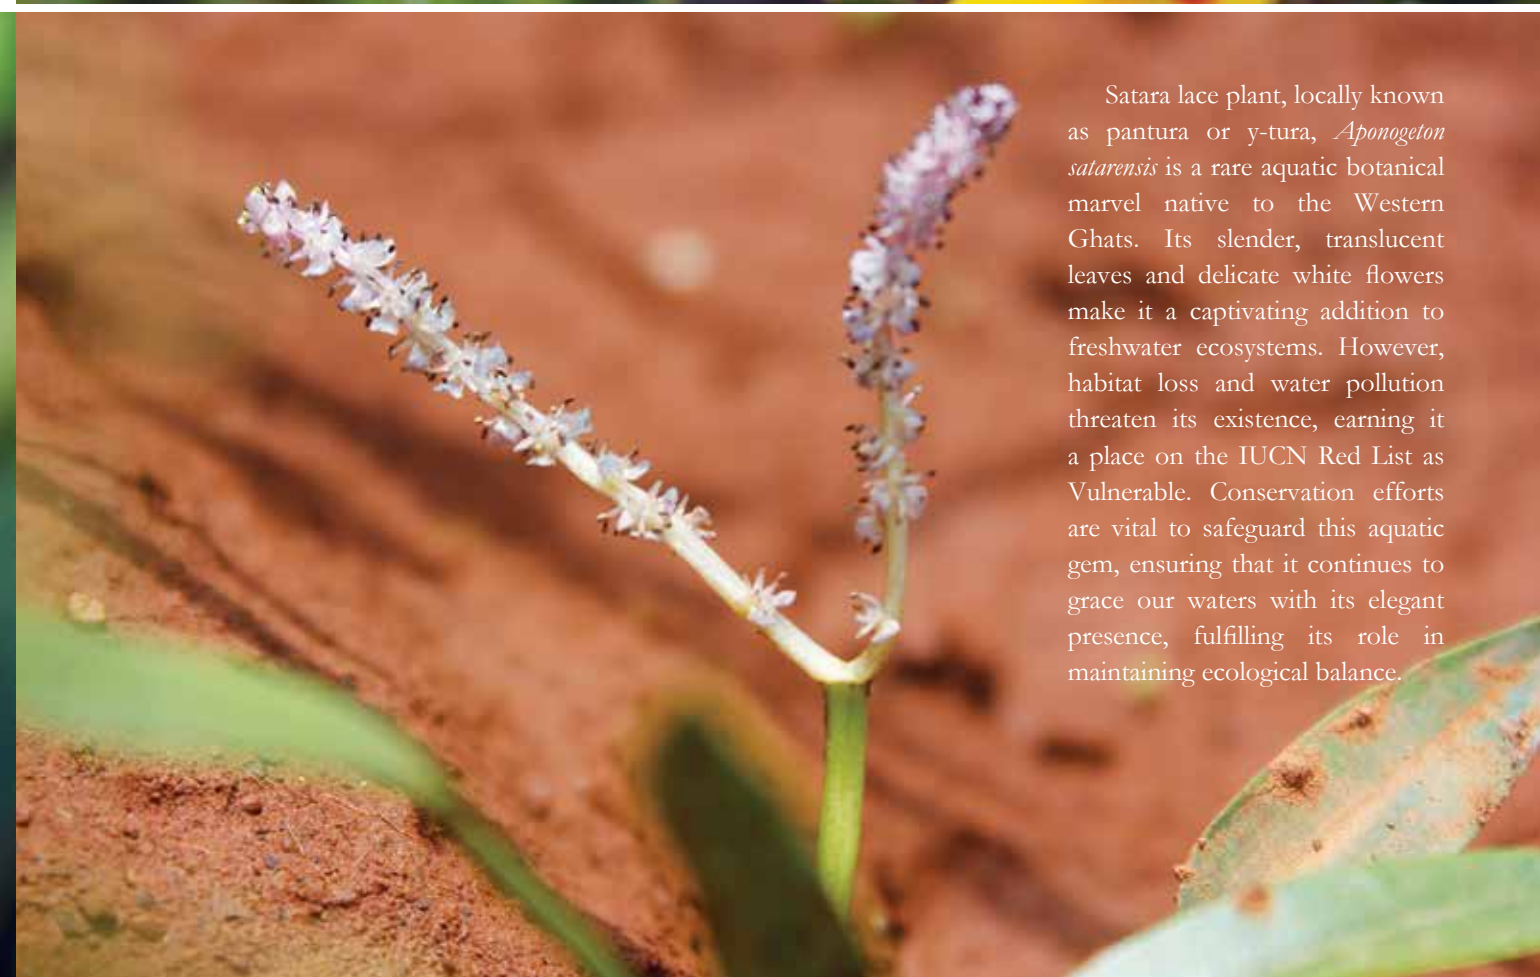 Satara lace plant, locally known
as pantura or y-tura, Aponogeton
satarensis is a rare aquatic botanical
marvel native to the Western
Ghats. Its slender, translucent
leaves and delicate white flowers
make it a captivating addition to
freshwater ecosystems. However,
habitat loss and water pollution
threaten its existence, earning it
a place on the IUCN Red List as
Vulnerable. Conservation efforts
are vital to safeguard this aquatic
gem, ensuring that it continues to
grace our waters with its elegant
presence, fulfilling its role in
maintaining ecological balance.